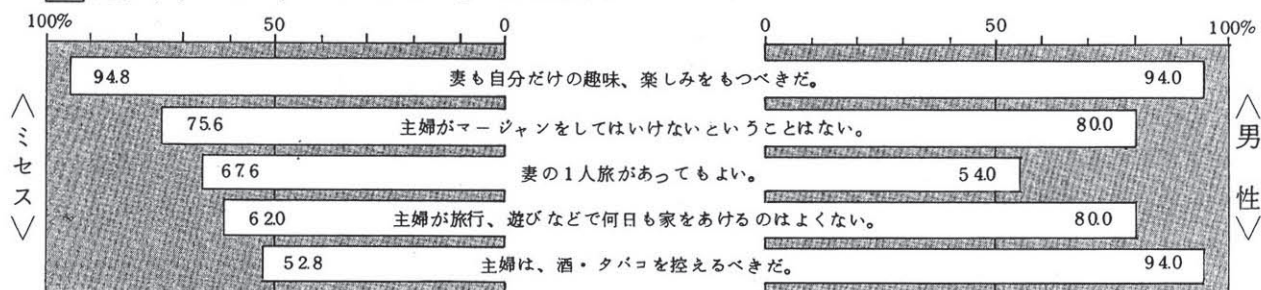 100% 50 0 0 50 100%
94.8 妻も自分だけの趣味、楽しみをもつべきだ。 94.0
75.6 主婦がマージャンをしてはいけないということはない。 80.0
67.6 妻の1人旅があってもよい。 54.0
62.0 主婦が旅行、遊びなどで何日も家をあけるのはよくない。 80.0
52.8 主婦は、酒・タバコを控えるべきだ。 94.0
〈ミセス〉
〈男性〉